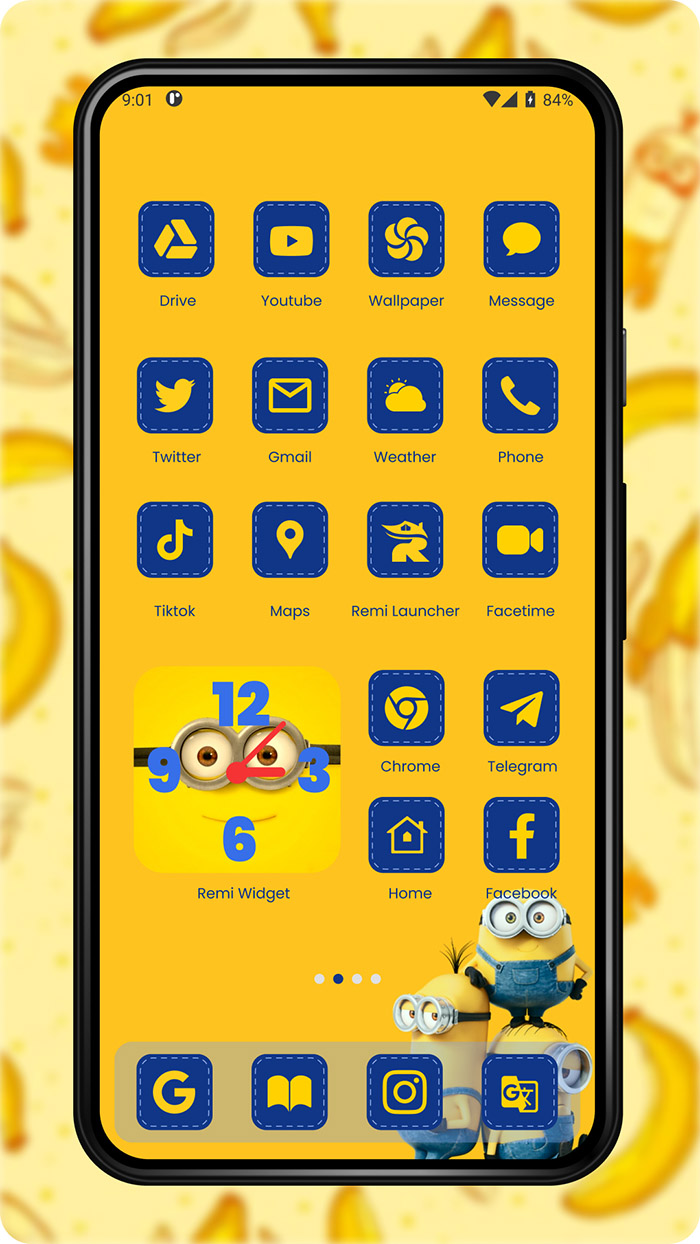 9:01 84%
Drive Youtube Wallpaper Message
Twitter Gmail Weather Phone
Tiktok Maps Remi Launcher Facetime
12
9 3
6
Chrome Telegram
Remi Widget Home Facebook